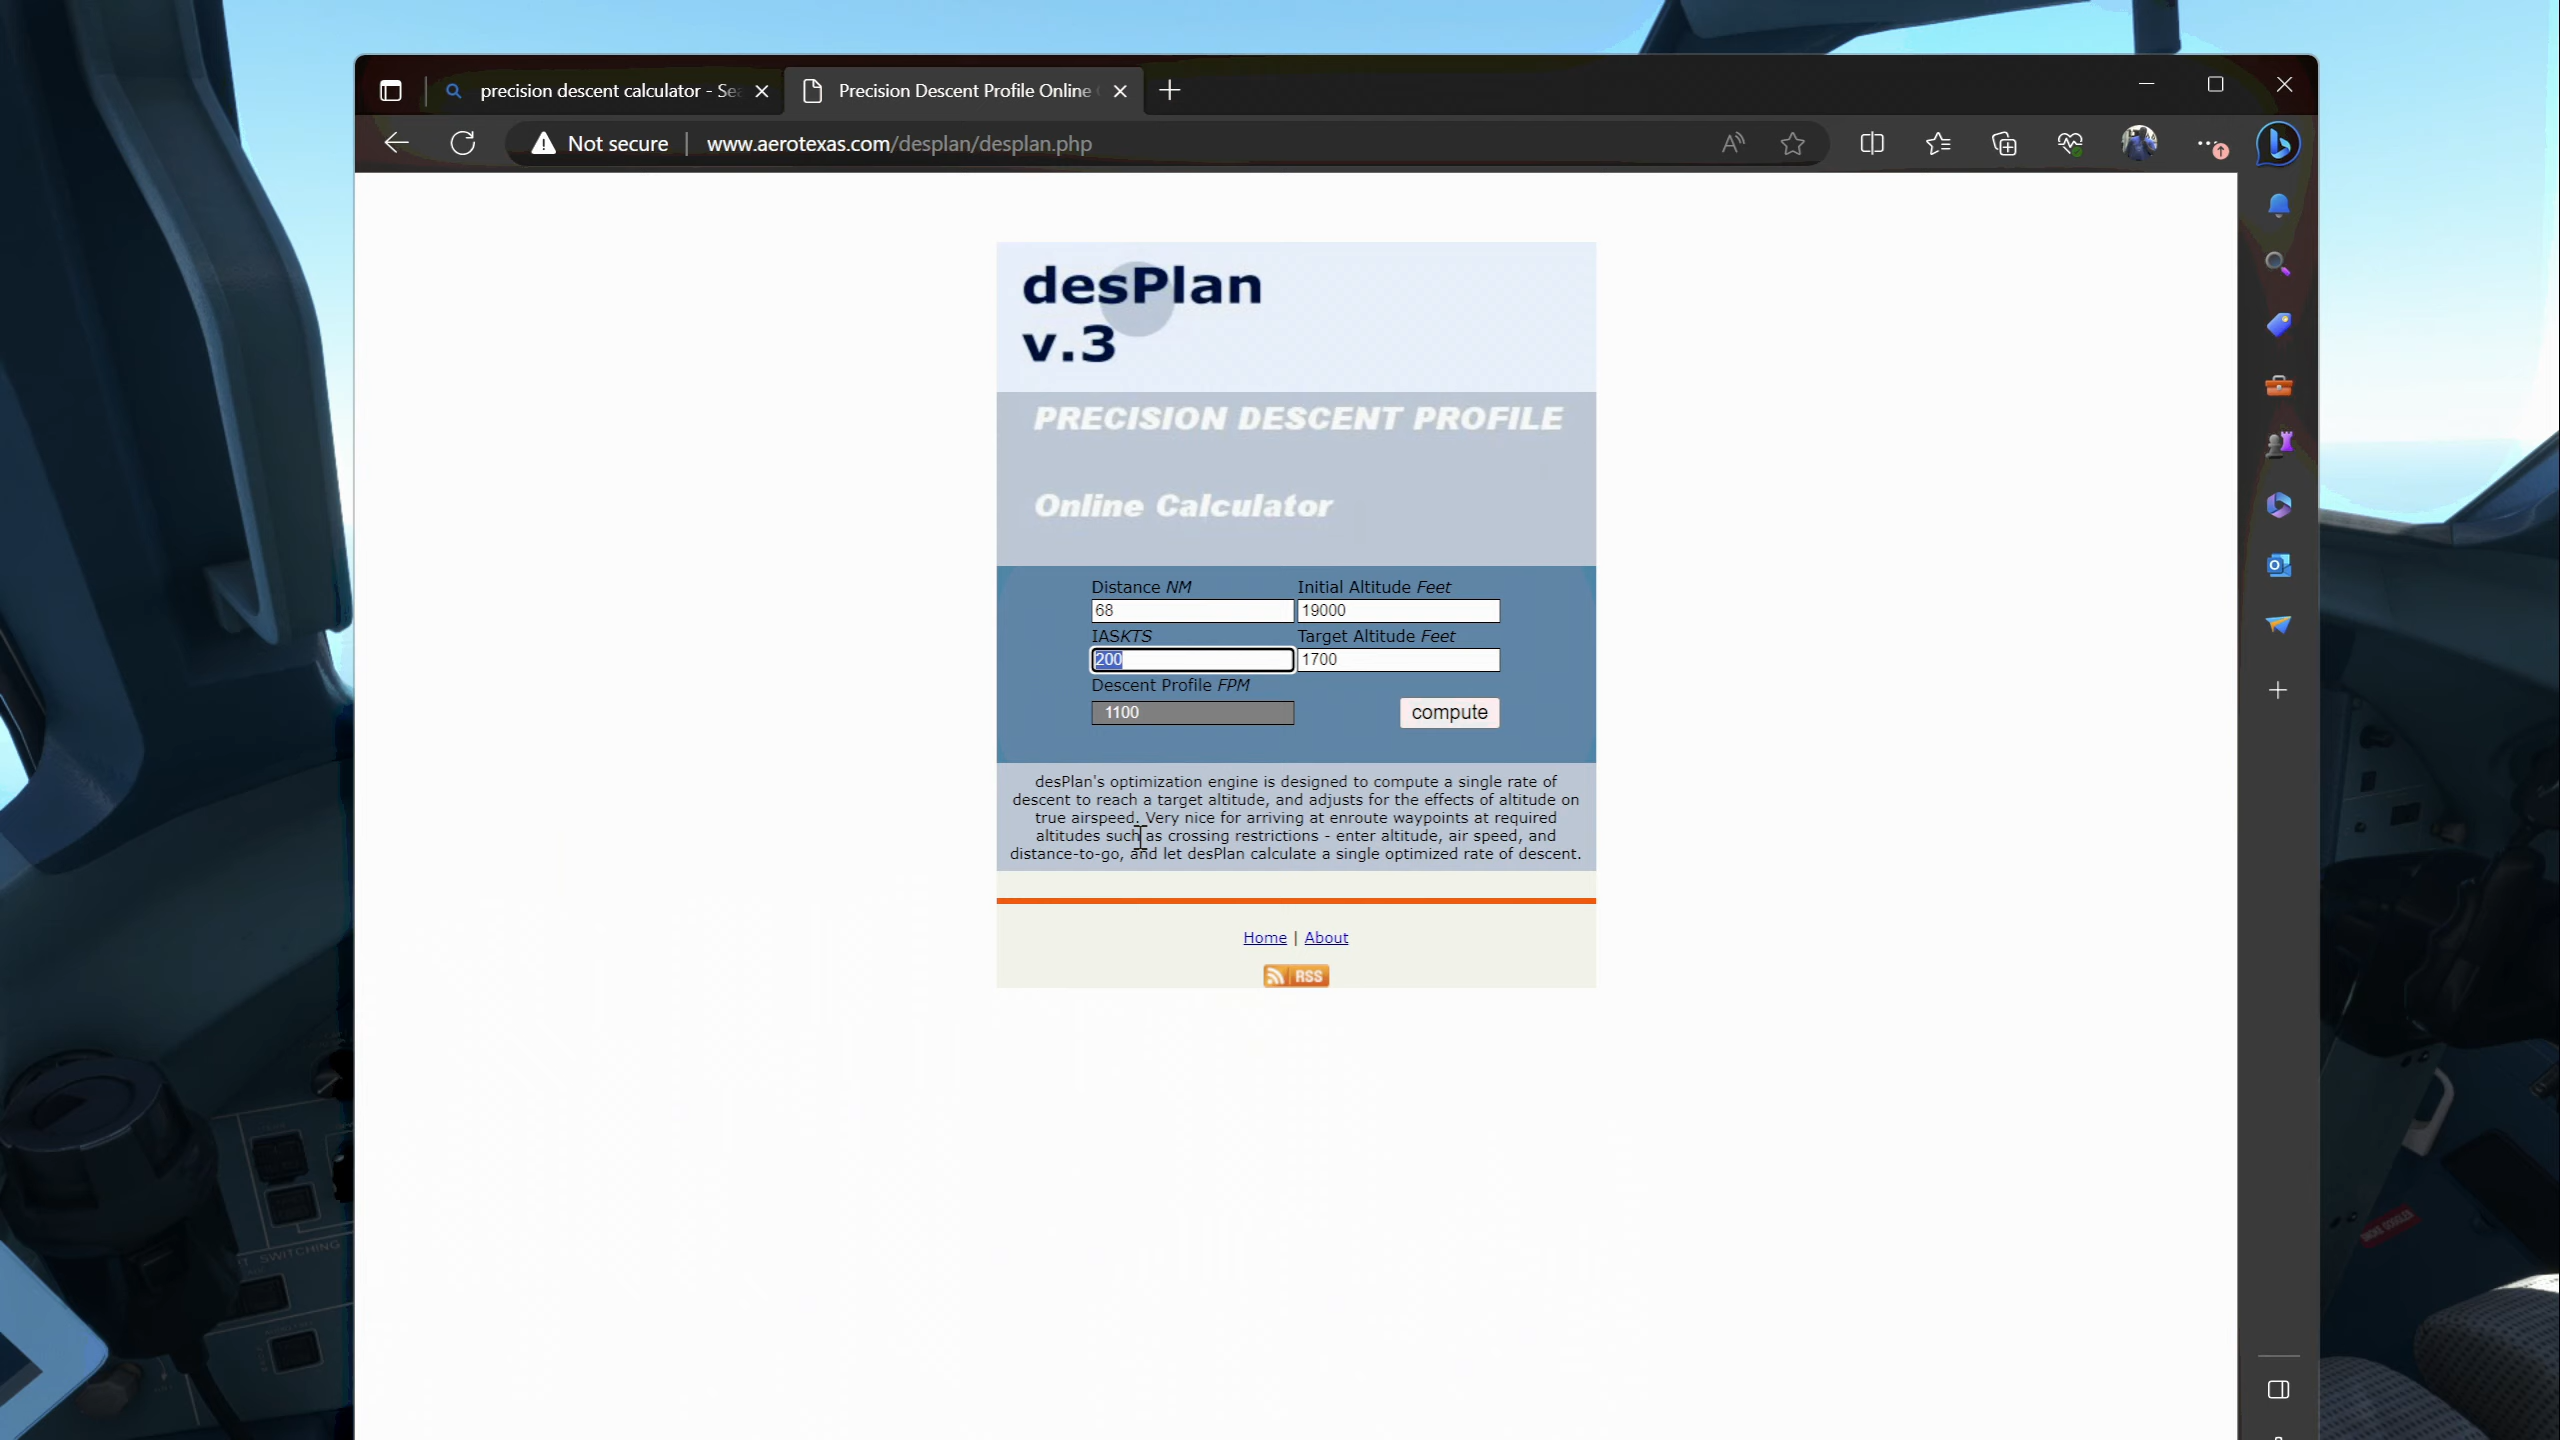 precision descent calculator - Sea
Precision Descent Profile Online
Not secure | www.aerotexas.com/desplan/desplan.php
desPlan
v.3
PRECISION DESCENT PROFILE
Online Calculator
Distance NM Initial Altitude Feet
68 19000
IASKTS Target Altitude Feet
200 1700
Descent Profile FPM
1100 compute
desPlan's optimization engine is designed to compute a single rate of
descent to reach a target altitude, and adjusts for the effects of altitude on
true airspeed. Very nice for arriving at enroute waypoints at required
altitudes such as crossing restrictions - enter altitude, air speed, and
distance-to-go, and let desPlan calculate a single optimized rate of descent.
Home | About
RSS
SWITCHING
SMOKE GOGGLES